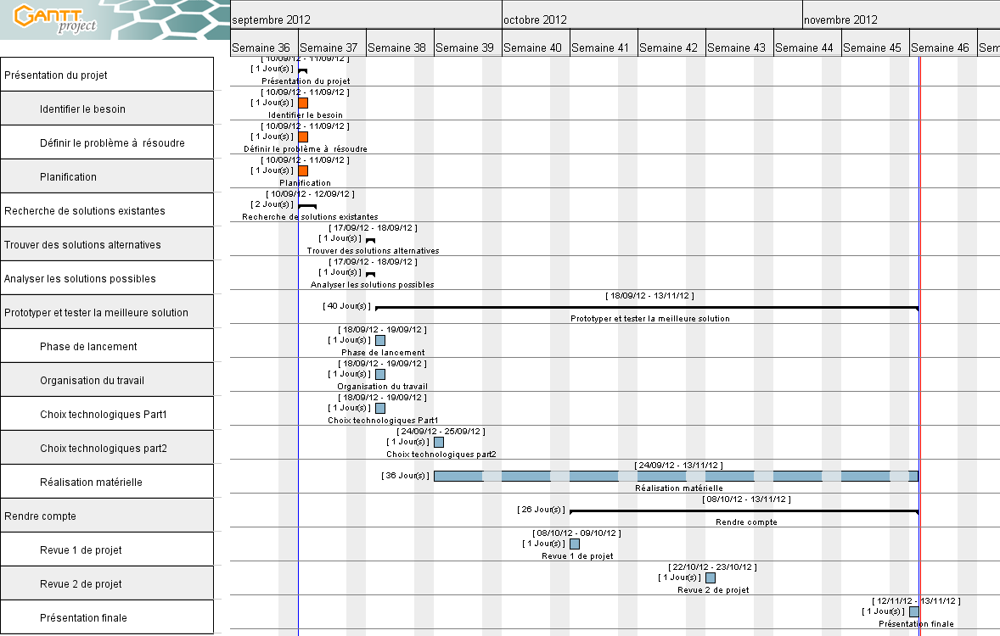 GANTT
project
septembre 2012
octobre 2012
novembre 2012
Semaine 36
Semaine 37
Semaine 38
Semaine 39
Semaine 40
Semaine 41
Semaine 42
Semaine 43
Semaine 44
Semaine 45
Semaine 46
Sem
Présentation du projet
[ 10/09/12 - 11/09/12 ]
[ 1 Jour(s) ]
Présentation du projet
Identifier le besoin
[ 10/09/12 - 11/09/12 ]
[ 1 Jour(s) ]
Identifier le besoin
Définir le problème à  résoudre
[ 10/09/12 - 11/09/12 ]
[ 1 Jour(s) ]
Définir le problème à  résoudre
Planification
[ 10/09/12 - 11/09/12 ]
[ 1 Jour(s) ]
Planification
Recherche de solutions existantes
[ 10/09/12 - 12/09/12 ]
[ 2 Jour(s) ]
Recherche de solutions existantes
Trouver des solutions alternatives
[ 17/09/12 - 18/09/12 ]
[ 1 Jour(s) ]
Trouver des solutions alternatives
Analyser les solutions possibles
[ 17/09/12 - 18/09/12 ]
[ 1 Jour(s) ]
Analyser les solutions possibles
Prototyper et tester la meilleure solution
[ 18/09/12 - 13/11/12 ]
[ 40 Jour(s) ]
Prototyper et tester la meilleure solution
Phase de lancement
[ 18/09/12 - 19/09/12 ]
[ 1 Jour(s) ]
Phase de lancement
Organisation du travail
[ 18/09/12 - 19/09/12 ]
[ 1 Jour(s) ]
Organisation du travail
Choix technologiques Part1
[ 18/09/12 - 19/09/12 ]
[ 1 Jour(s) ]
Choix technologiques Part1
Choix technologiques part2
[ 24/09/12 - 25/09/12 ]
[ 1 Jour(s) ]
Choix technologiques part2
Réalisation matérielle
[ 24/09/12 - 13/11/12 ]
[ 36 Jour(s) ]
Réalisation matérielle
Rendre compte
[ 08/10/12 - 13/11/12 ]
[ 26 Jour(s) ]
Rendre compte
Revue 1 de projet
[ 08/10/12 - 09/10/12 ]
[ 1 Jour(s) ]
Revue 1 de projet
Revue 2 de projet
[ 22/10/12 - 23/10/12 ]
[ 1 Jour(s) ]
Revue 2 de projet
Présentation finale
[ 12/11/12 - 13/11/12 ]
[ 1 Jour(s) ]
Présentation finale